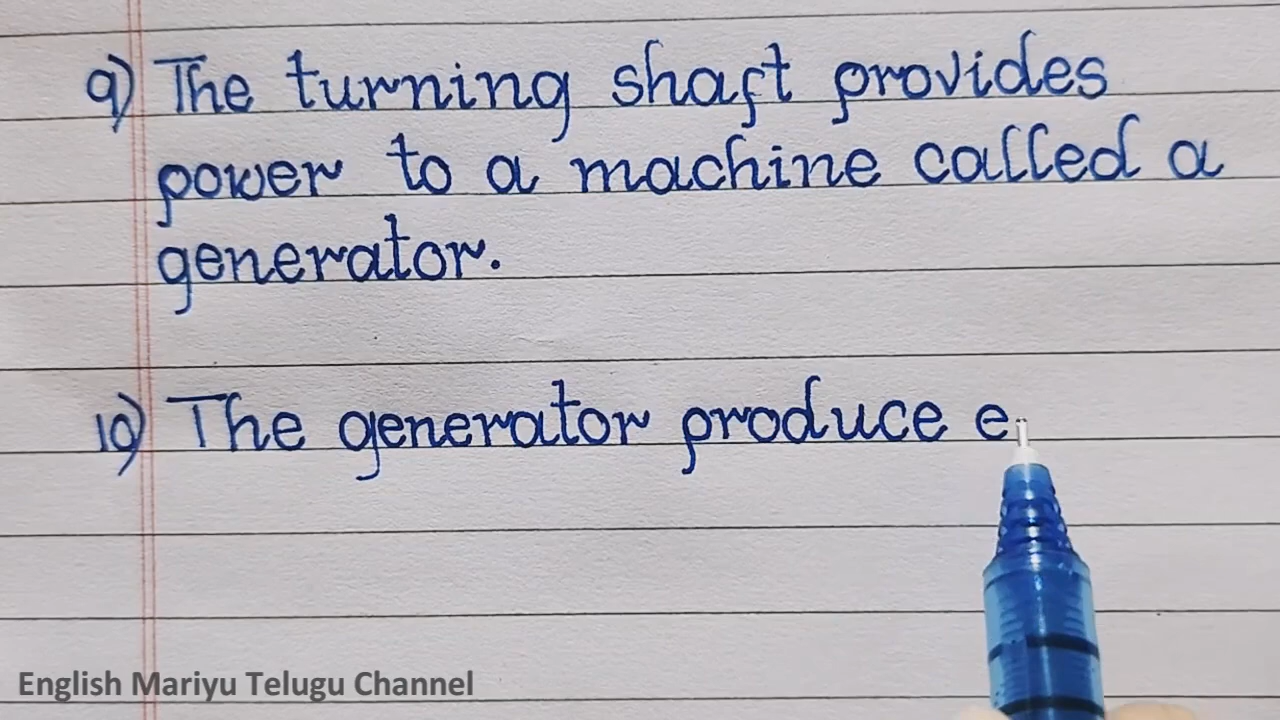 9) The turning shaft provides
power to a machine called a
generator.
10) The generator produce e
English Mariyu Telugu Channel